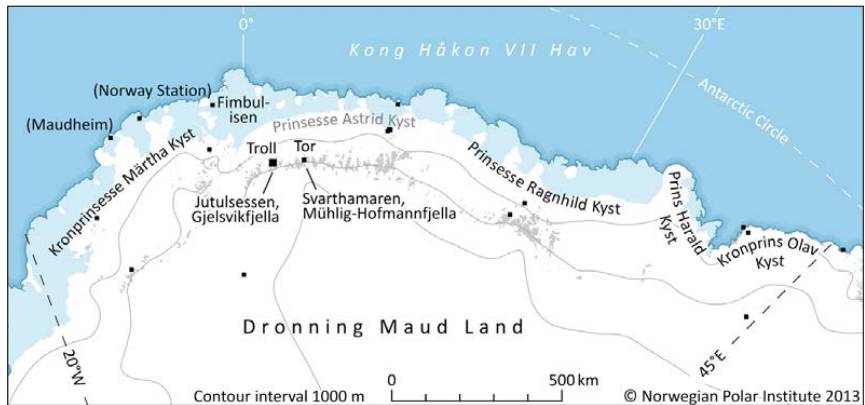 0°
30°E
Kong Håkon VII Hav
Antarctic Circle
(Norway Station)
Fimbul-
isen
(Maudheim)
Prinsesse Astrid Kyst
Kronprinsesse Märtha Kyst
Troll
Tor
Jutulsessen,
Gjelsvikfjella
Svarthamaren,
Mühlig-Hofmannfjella
Prinsesse Ragnhild Kyst
Prins Harald
Kyst
Kronprins Olav
Kyst
Dronning Maud Land
20°W
45°E
Contour interval 1000 m
0
500 km
© Norwegian Polar Institute 2013